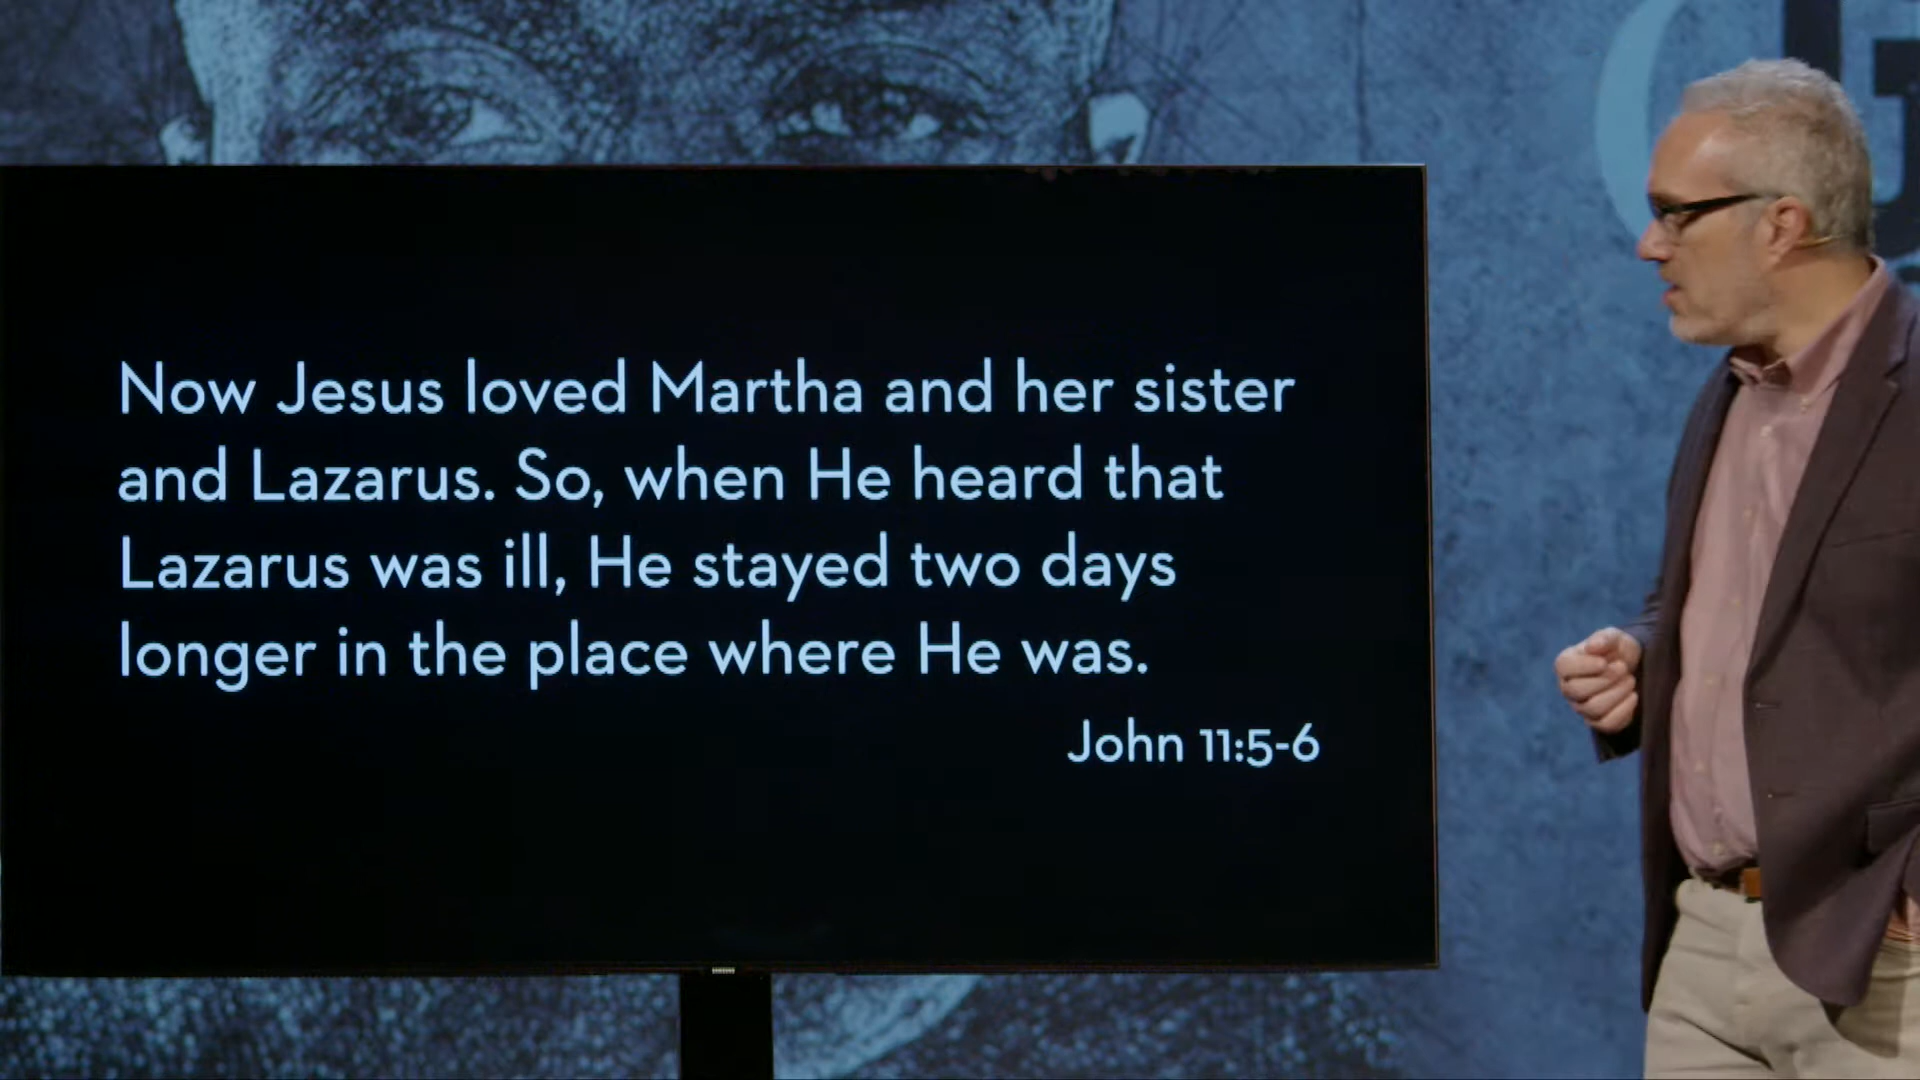 Now Jesus loved Martha and her sister
and Lazarus. So, when He heard that
Lazarus was ill, He stayed two days
longer in the place where He was.
John 11:5-6